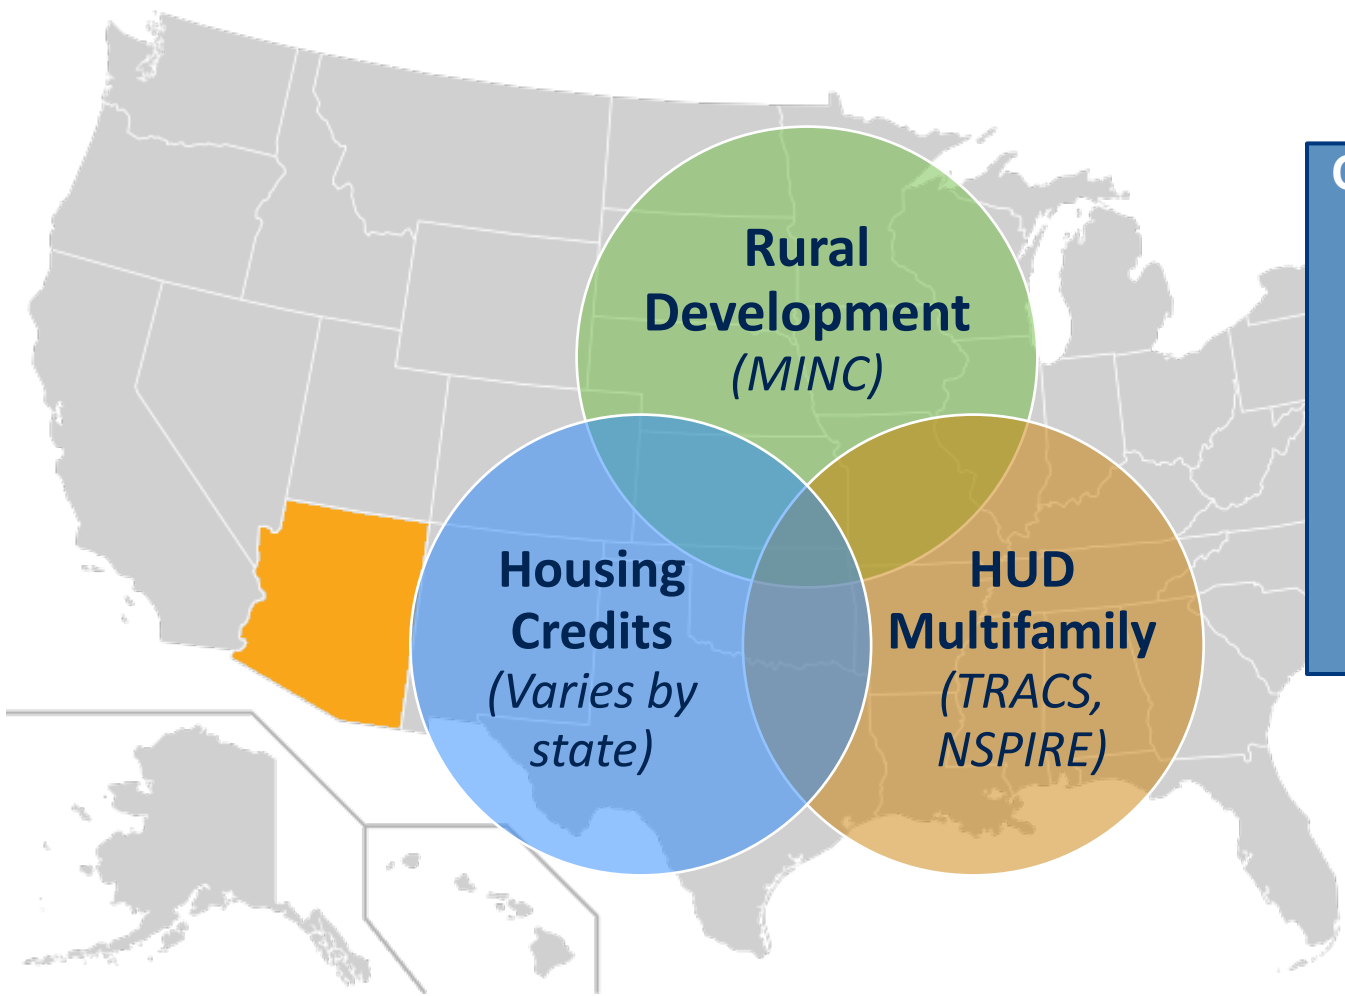 Rural
Development
(MINC)
Housing
Credits
(Varies by
state)
HUD
Multifamily
(TRACS,
NSPIRE)